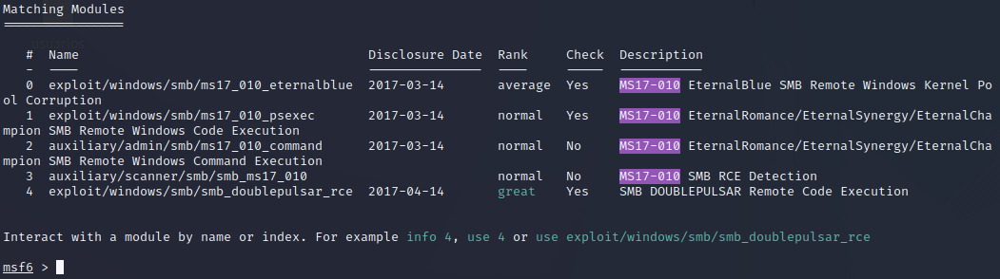 Matching Modules
================
#  Name  Disclosure Date  Rank  Check  Description
-  ----  ---------------  ----  -----  -----------
0  exploit/windows/smb/ms17_010_eternalblue  2017-03-14  average  Yes  MS17-010 EternalBlue SMB Remote Windows Kernel Po
ol Corruption
1  exploit/windows/smb/ms17_010_psexec  2017-03-14  normal  Yes  MS17-010 EternalRomance/EternalSynergy/EternalCha
mpion SMB Remote Windows Code Execution
2  auxiliary/admin/smb/ms17_010_command  2017-03-14  normal  No  MS17-010 EternalRomance/EternalSynergy/EternalCha
mpion SMB Remote Windows Command Execution
3  auxiliary/scanner/smb/smb_ms17_010  normal  No  MS17-010 SMB RCE Detection
4  exploit/windows/smb/smb_doublepulsar_rce  2017-04-14  great  Yes  SMB DOUBLEPULSAR Remote Code Execution
Interact with a module by name or index. For example info 4, use 4 or use exploit/windows/smb/smb_doublepulsar_rce
msf6 >